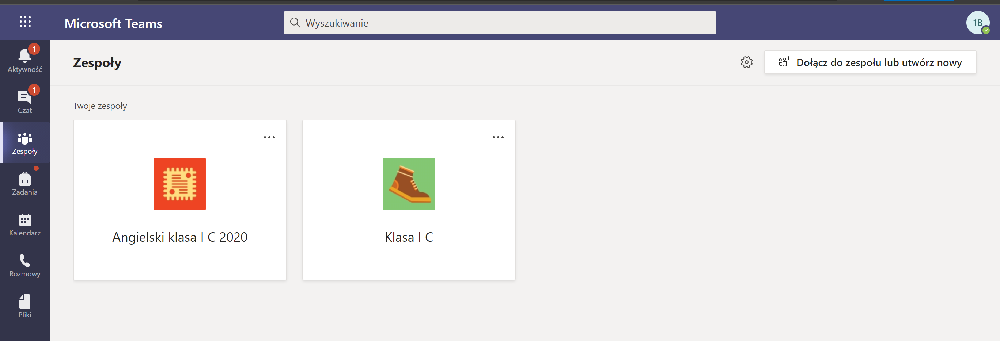 Microsoft Teams
Wyszukiwanie
1B
1
Aktywność
1
Czat
Zespoły
Zadania
Kalendarz
Rozmowy
Pliki
Zespoły
Dołącz do zespołu lub utwórz nowy
Twoje zespoły
Angielski klasa I C 2020
Klasa I C